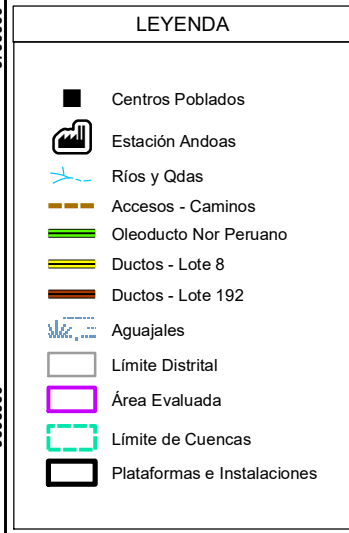 LEYENDA
Centros Poblados
Estación Andoas
Ríos y Qdas
Accesos - Caminos
Oleoducto Nor Peruano
Ductos - Lote 8
Ductos - Lote 192
Aguajales
Límite Distrital
Área Evaluada
Límite de Cuencas
Plataformas e Instalaciones